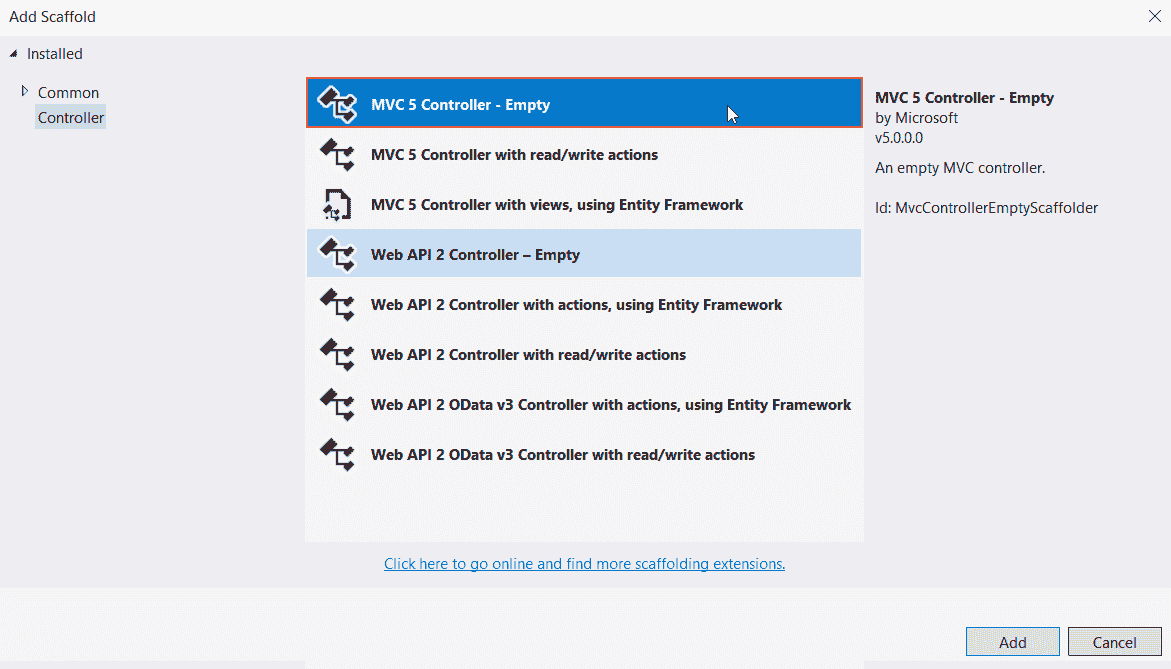 Add Scaffold
Installed
Common
Controller
MVC 5 Controller - Empty
MVC 5 Controller with read/write actions
MVC 5 Controller with views, using Entity Framework
Web API 2 Controller – Empty
Web API 2 Controller with actions, using Entity Framework
Web API 2 Controller with read/write actions
Web API 2 OData v3 Controller with actions, using Entity Framework
Web API 2 OData v3 Controller with read/write actions
Click here to go online and find more scaffolding extensions.
MVC 5 Controller - Empty
by Microsoft
v5.0.0.0
An empty MVC controller.
Id: MvcControllerEmptyScaffolder
Add
Cancel